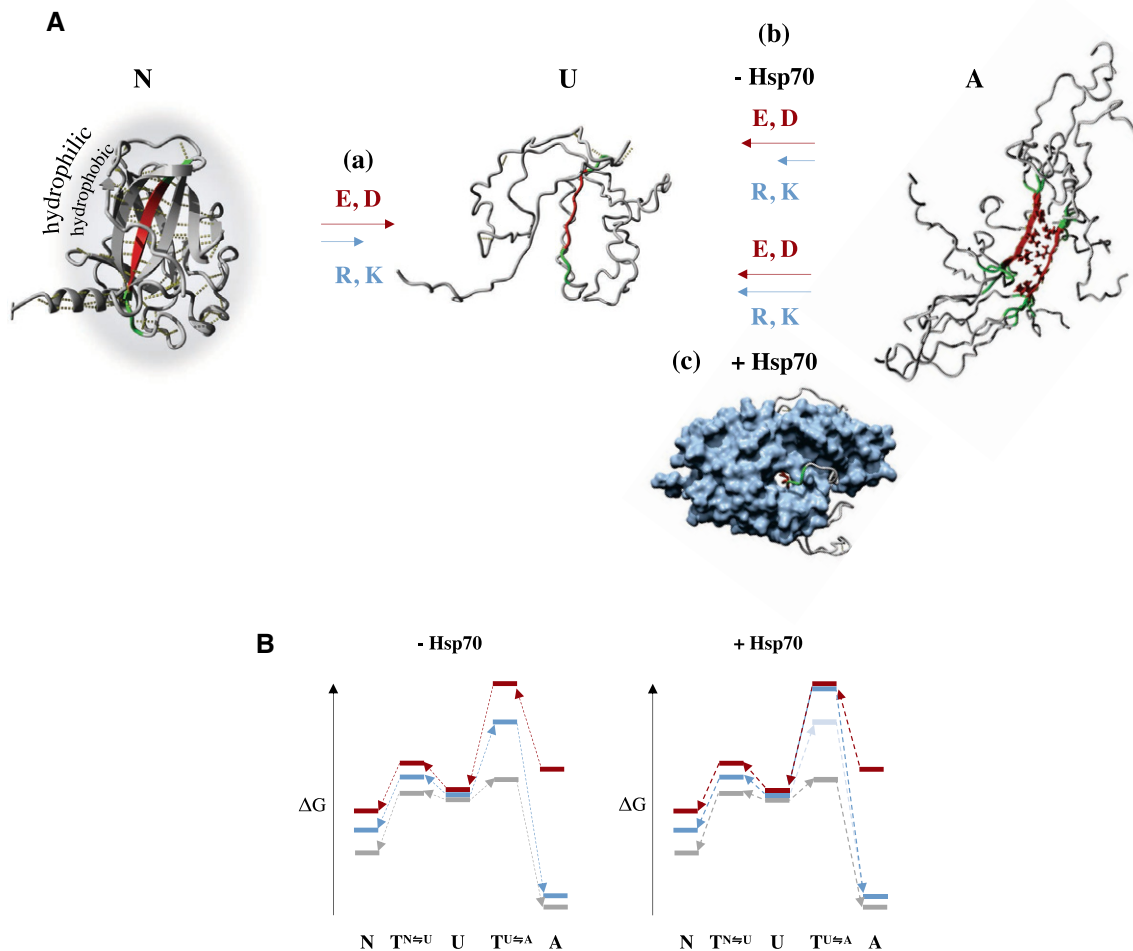 A
N
hydrophilic
hydrophobic
(a)
E, D
R, K
U
(b)
- Hsp70
E, D
R, K
E, D
R, K
(c) + Hsp70
A
B
- Hsp70
ΔG
N T^N⇋U U T^U⇋A A
+ Hsp70
ΔG
N T^N⇋U U T^U⇋A A